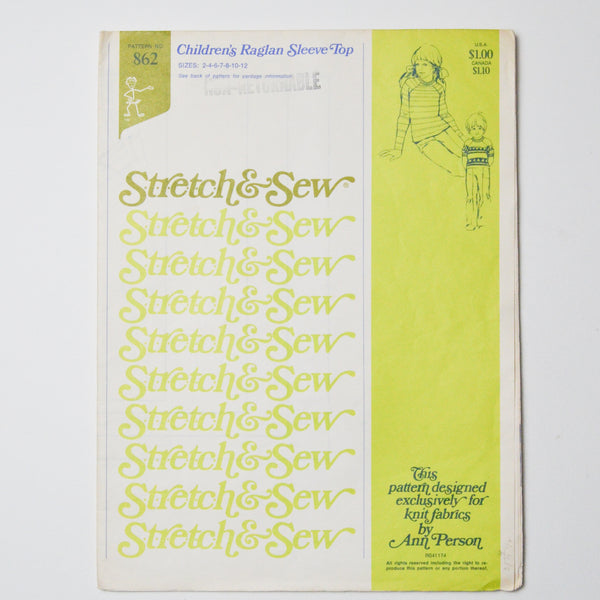 PATTERN NO.
862
Children's Raglan Sleeve Top
SIZES: 2-4-6-7-8-10-12
See back of pattern for yardage information.
NON-RETURNABLE
U.S.A.
$1.00
CANADA
$1.10
Stretch&Sew®
Stretch&Sew
Stretch&Sew
Stretch&Sew
Stretch&Sew
Stretch&Sew
Stretch&Sew
Stretch&Sew
Stretch&Sew
Stretch&Sew
This
pattern designed
exclusively for
knit fabrics
by
Ann Person
R041174
All rights reserved including the right to re-
produce this pattern or any portion thereof.